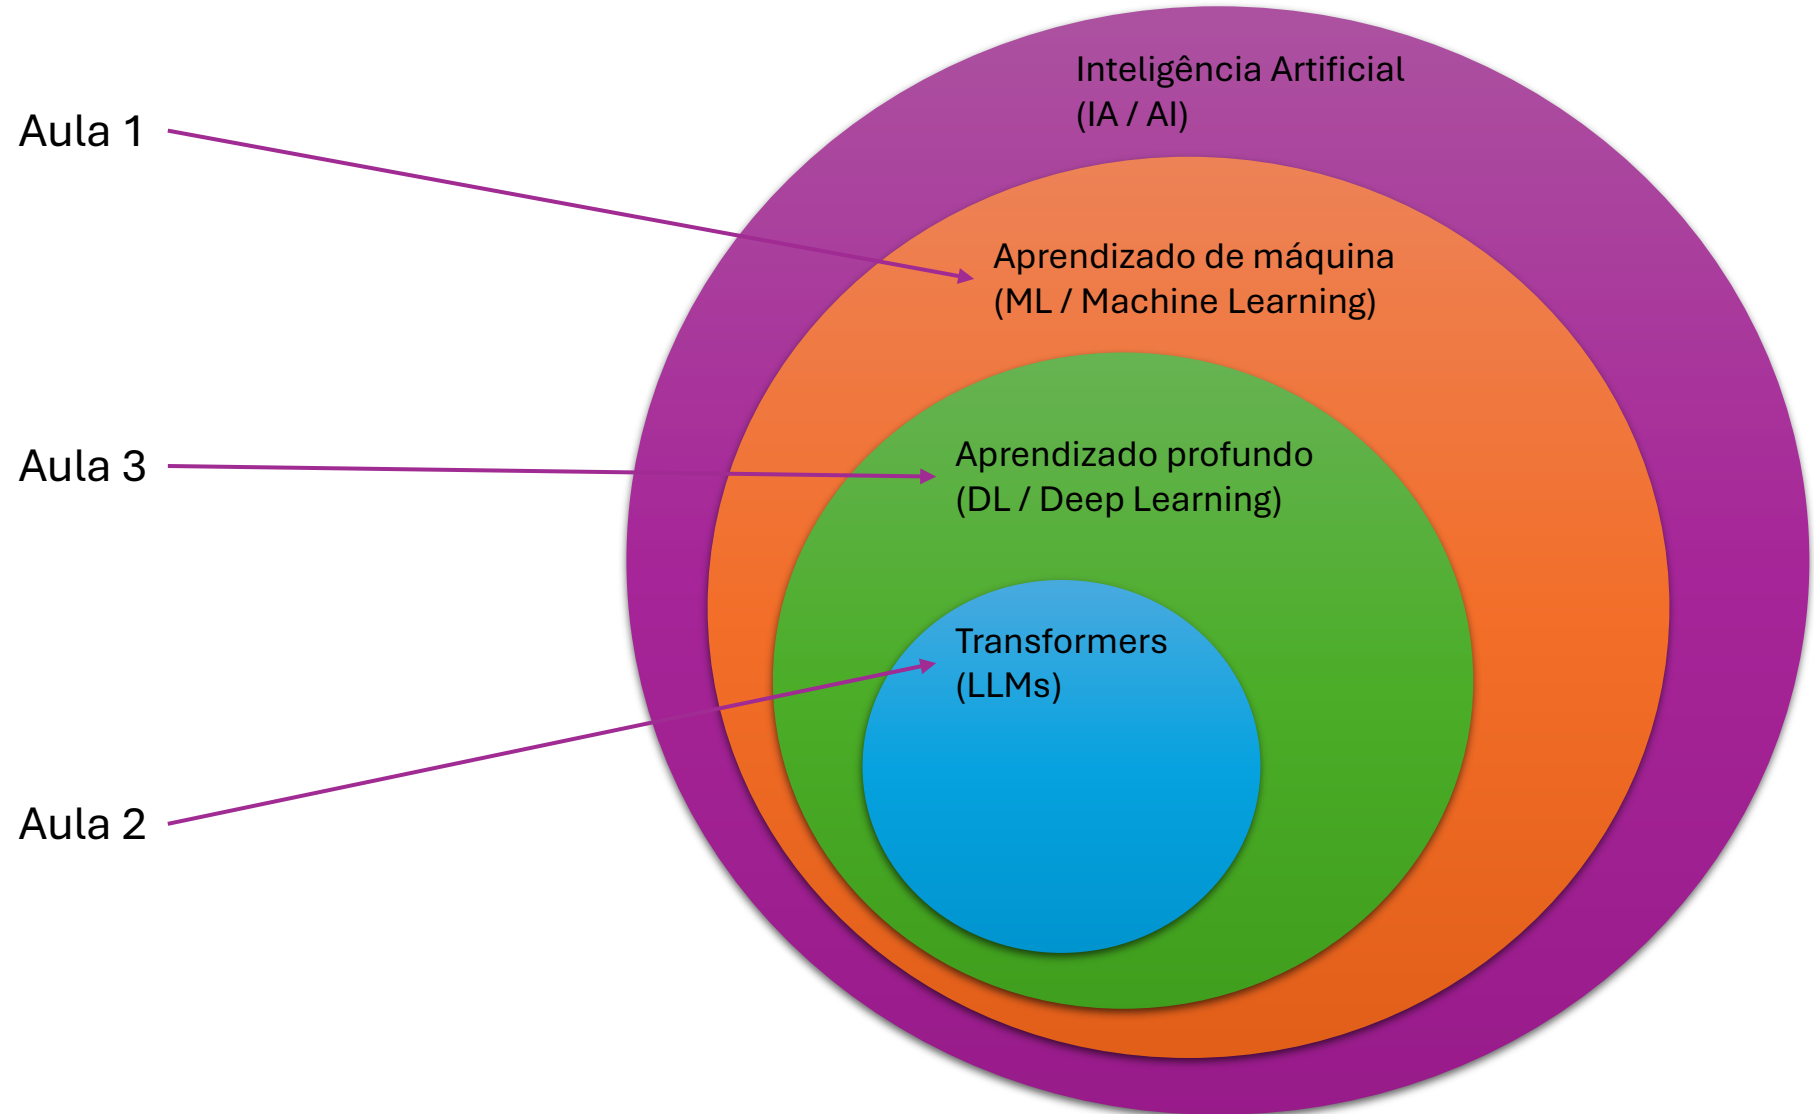 Inteligência Artificial
(IA / AI)
Aula 1
Aprendizado de máquina
(ML / Machine Learning)
Aula 3
Aprendizado profundo
(DL / Deep Learning)
Transformers
(LLMs)
Aula 2